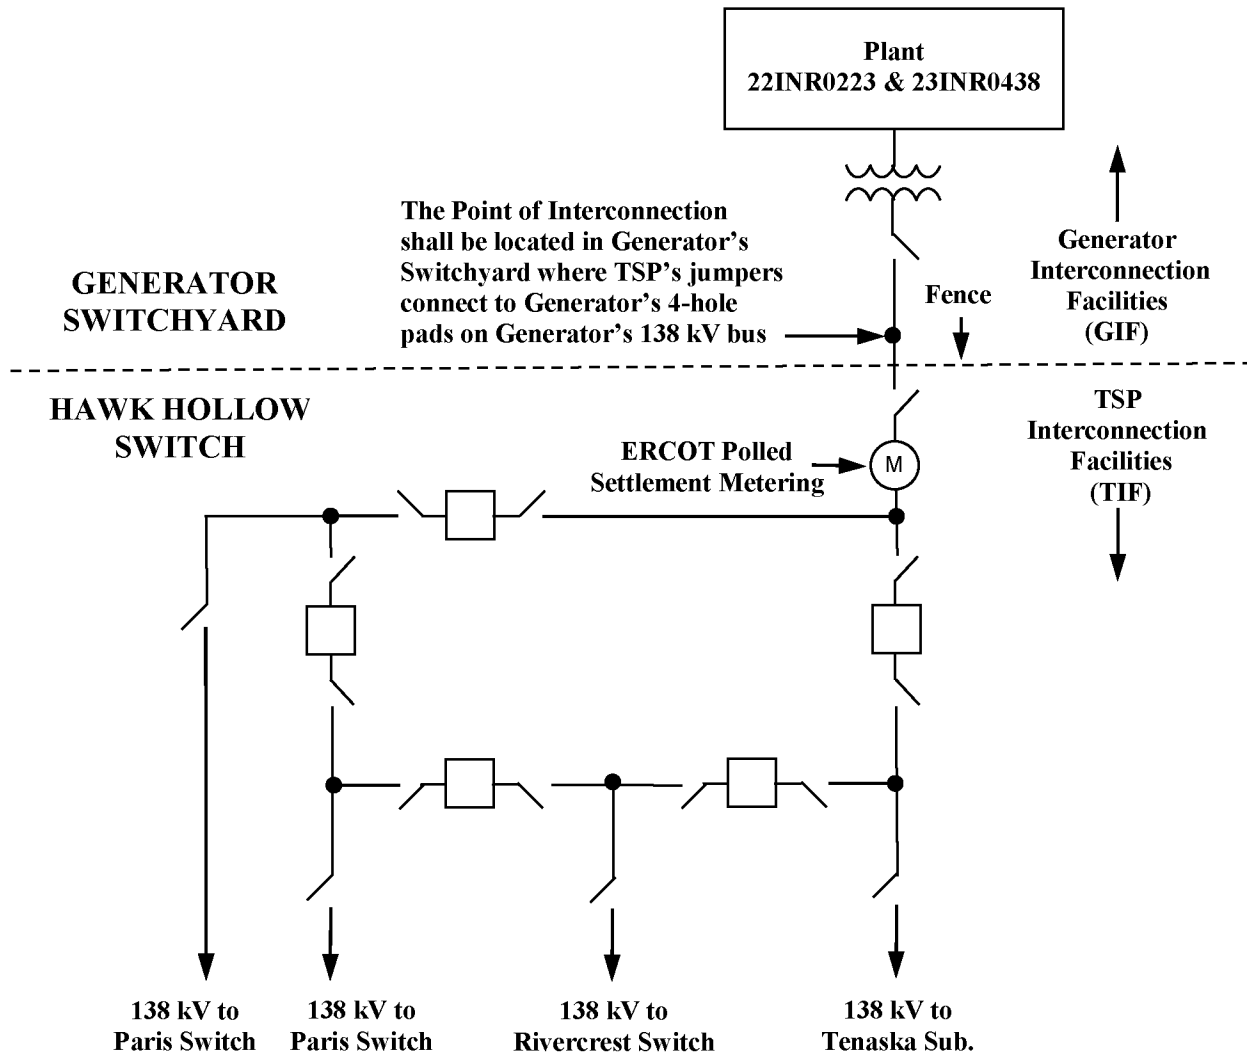 Plant
22INR0223 & 23INR0438
The Point of Interconnection
shall be located in Generator's
Switchyard where TSP's jumpers
connect to Generator's 4-hole
pads on Generator's 138 kV bus
GENERATOR
SWITCHYARD
Fence
Generator
Interconnection
Facilities
(GIF)
HAWK HOLLOW
SWITCH
TSP
Interconnection
Facilities
(TIF)
ERCOT Polled
Settlement Metering
M
138 kV to
Paris Switch
138 kV to
Paris Switch
138 kV to
Rivercrest Switch
138 kV to
Tenaska Sub.